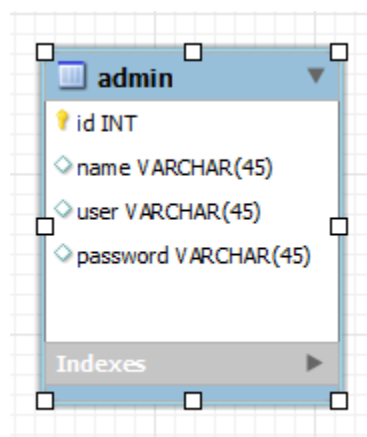 admin
id INT
name VARCHAR(45)
user VARCHAR(45)
password VARCHAR(45)
Indexes